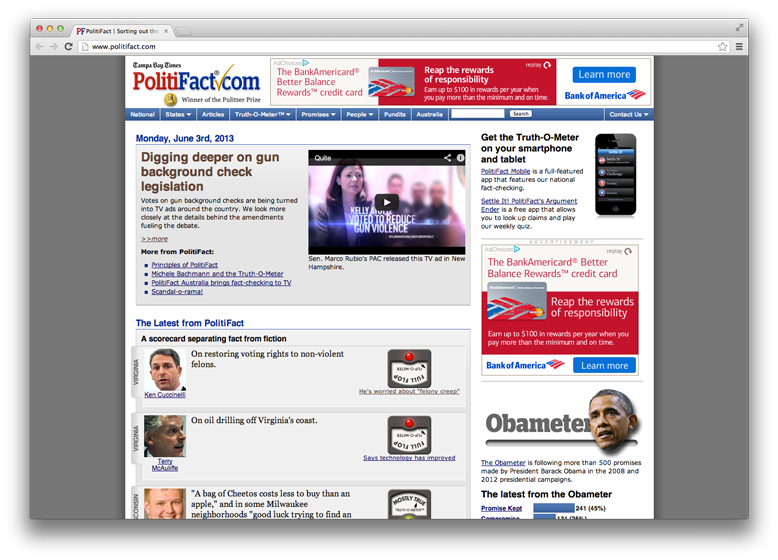 PolitiFact | Sorting out the
www.politifact.com
Tampa Bay Times
PolitiFact.com
Winner of the Pulitzer Prize
AdChoices
The BankAmericard®
Better Balance
Rewards™ credit card
Reap the rewards
of responsibility
Earn up to $100 in rewards per year when
you pay more than the minimum and on time.
replay
Learn more
Bank of America
National States Articles Truth-O-Meter™ Promises People Pundits Australia Search Contact Us
Monday, June 3rd, 2013
Digging deeper on gun
background check
legislation
Votes on gun background checks are being turned
into TV ads around the country. We look more
closely at the details behind the amendments
fueling the debate.
>>more
More from PolitiFact:
Principles of PolitiFact
Michele Bachmann and the Truth-O-Meter
PolitiFact Australia brings fact-checking to TV
Scandal-o-rama!
Quite
KELLY AYOTTE
VOTED TO REDUCE
GUN VIOLENCE
Sen. Marco Rubio's PAC released this TV ad in New
Hampshire.
The Latest from PolitiFact
A scorecard separating fact from fiction
VIRGINIA
Ken Cuccinelli
On restoring voting rights to non-violent
felons.
FULL FLOP
He's worried about "felony creep"
VIRGINIA
Terry
McAuliffe
On oil drilling off Virginia's coast.
FULL FLOP
Says technology has improved
CONSIN
"A bag of Cheetos costs less to buy than an
apple," and in some Milwaukee
neighborhoods "good luck trying to find an
MOSTLY TRUE
TRUTH-O-METER™
Get the Truth-O-Meter
on your smartphone
and tablet
PolitiFact Mobile is a full-featured
app that features our national
fact-checking.
Settle It! PolitiFact's Argument
Ender is a free app that allows
you to look up claims and play
our weekly quiz.
ADVERTISEMENT
AdChoices
replay
The BankAmericard® Better
Balance Rewards™ credit card
Reap the rewards
of responsibility
Earn up to $100 in rewards per year when you
pay more than the minimum and on time.
Bank of America
Learn more
Obameter
The Obameter is following more than 500 promises
made by President Barack Obama in the 2008 and
2012 presidential campaigns.
The latest from the Obameter
Promise Kept 241 (45%)
Compromise 131 (25%)